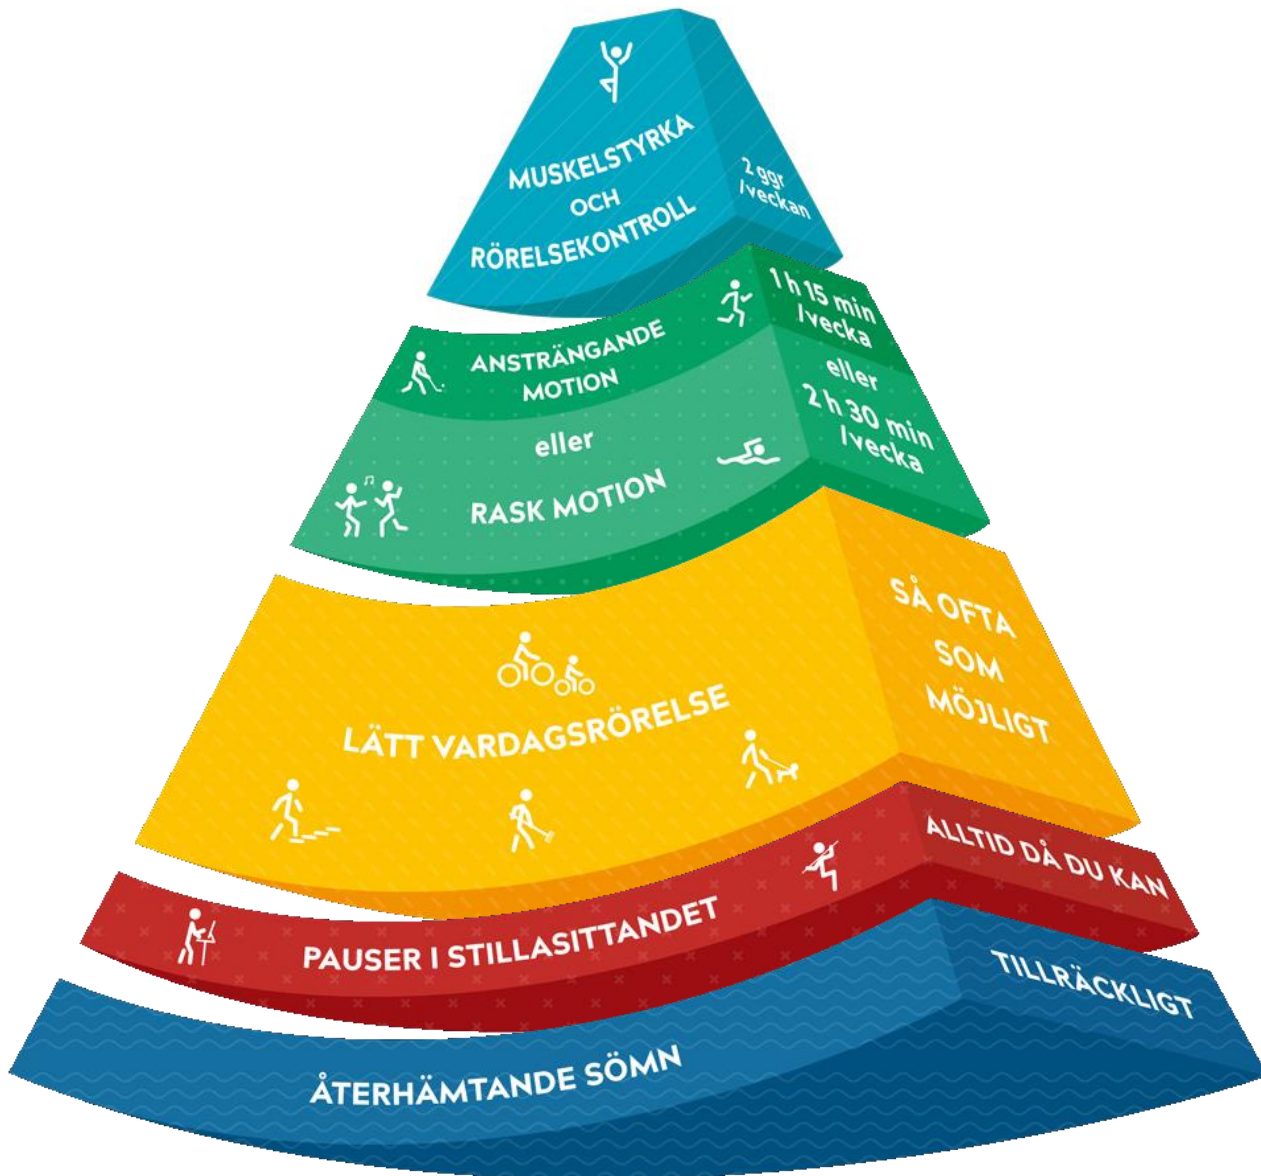 MUSKELSTYRKA
OCH
RÖRELSEKONTROLL
2 ggr
/veckan
ANSTRÄNGANDE
MOTION
1 h 15 min
/vecka
eller
RASK MOTION
eller
2 h 30 min
/vecka
LÄTT VARDAGSRÖRELSE
SÅ OFTA
SOM
MÖJLIGT
PAUSER I STILLASITTANDET
ALLTID DÅ DU KAN
ÅTERHÄMTANDE SÖMN
TILLRÄCKLIGT